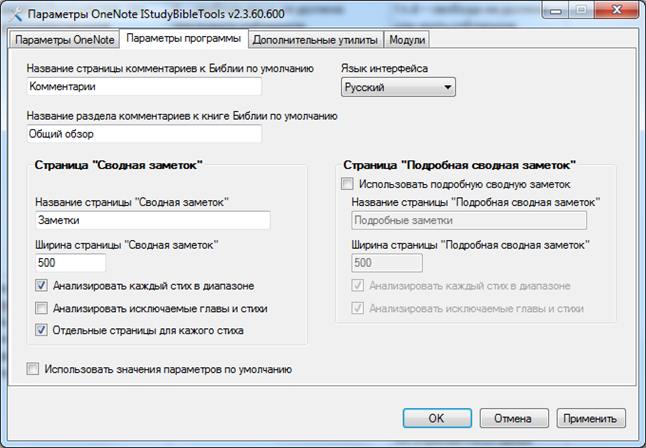 Параметры OneNote IStudyBibleTools v2.3.60.600
Параметры OneNote
Параметры программы
Дополнительные утилиты
Модули
Название страницы комментариев к Библии по умолчанию
Комментарии
Язык интерфейса
Русский
Название раздела комментариев к книге Библии по умолчанию
Общий обзор
Страница "Сводная заметок"
Название страницы "Сводная заметок"
Заметки
Ширина страницы "Сводная заметок"
500
Анализировать каждый стих в диапазоне
Анализировать исключаемые главы и стихи
Отдельные страницы для кажого стиха
Страница "Подробная сводная заметок"
Использовать подробную сводную заметок
Название страницы "Подробная сводная заметок"
Подробные заметки
Ширина страницы "Подробная сводная заметок"
500
Анализировать каждый стих в диапазоне
Анализировать исключаемые главы и стихи
Использовать значения параметров по умолчанию
OK
Отмена
Применить